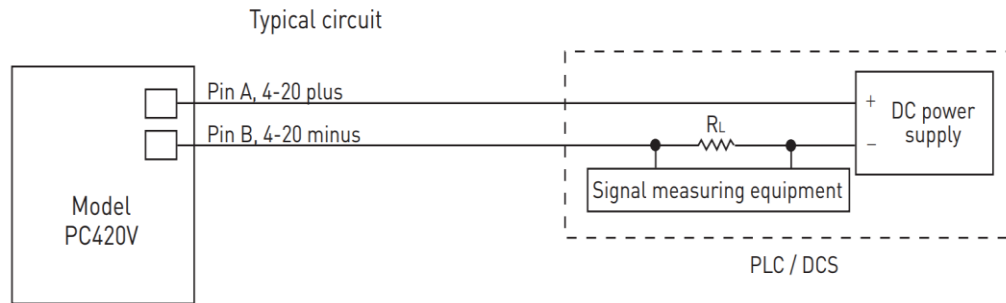 Typical circuit
Pin A, 4-20 plus
Pin B, 4-20 minus
Model
PC420V
RL
Signal measuring equipment
+
−
DC power
supply
PLC / DCS